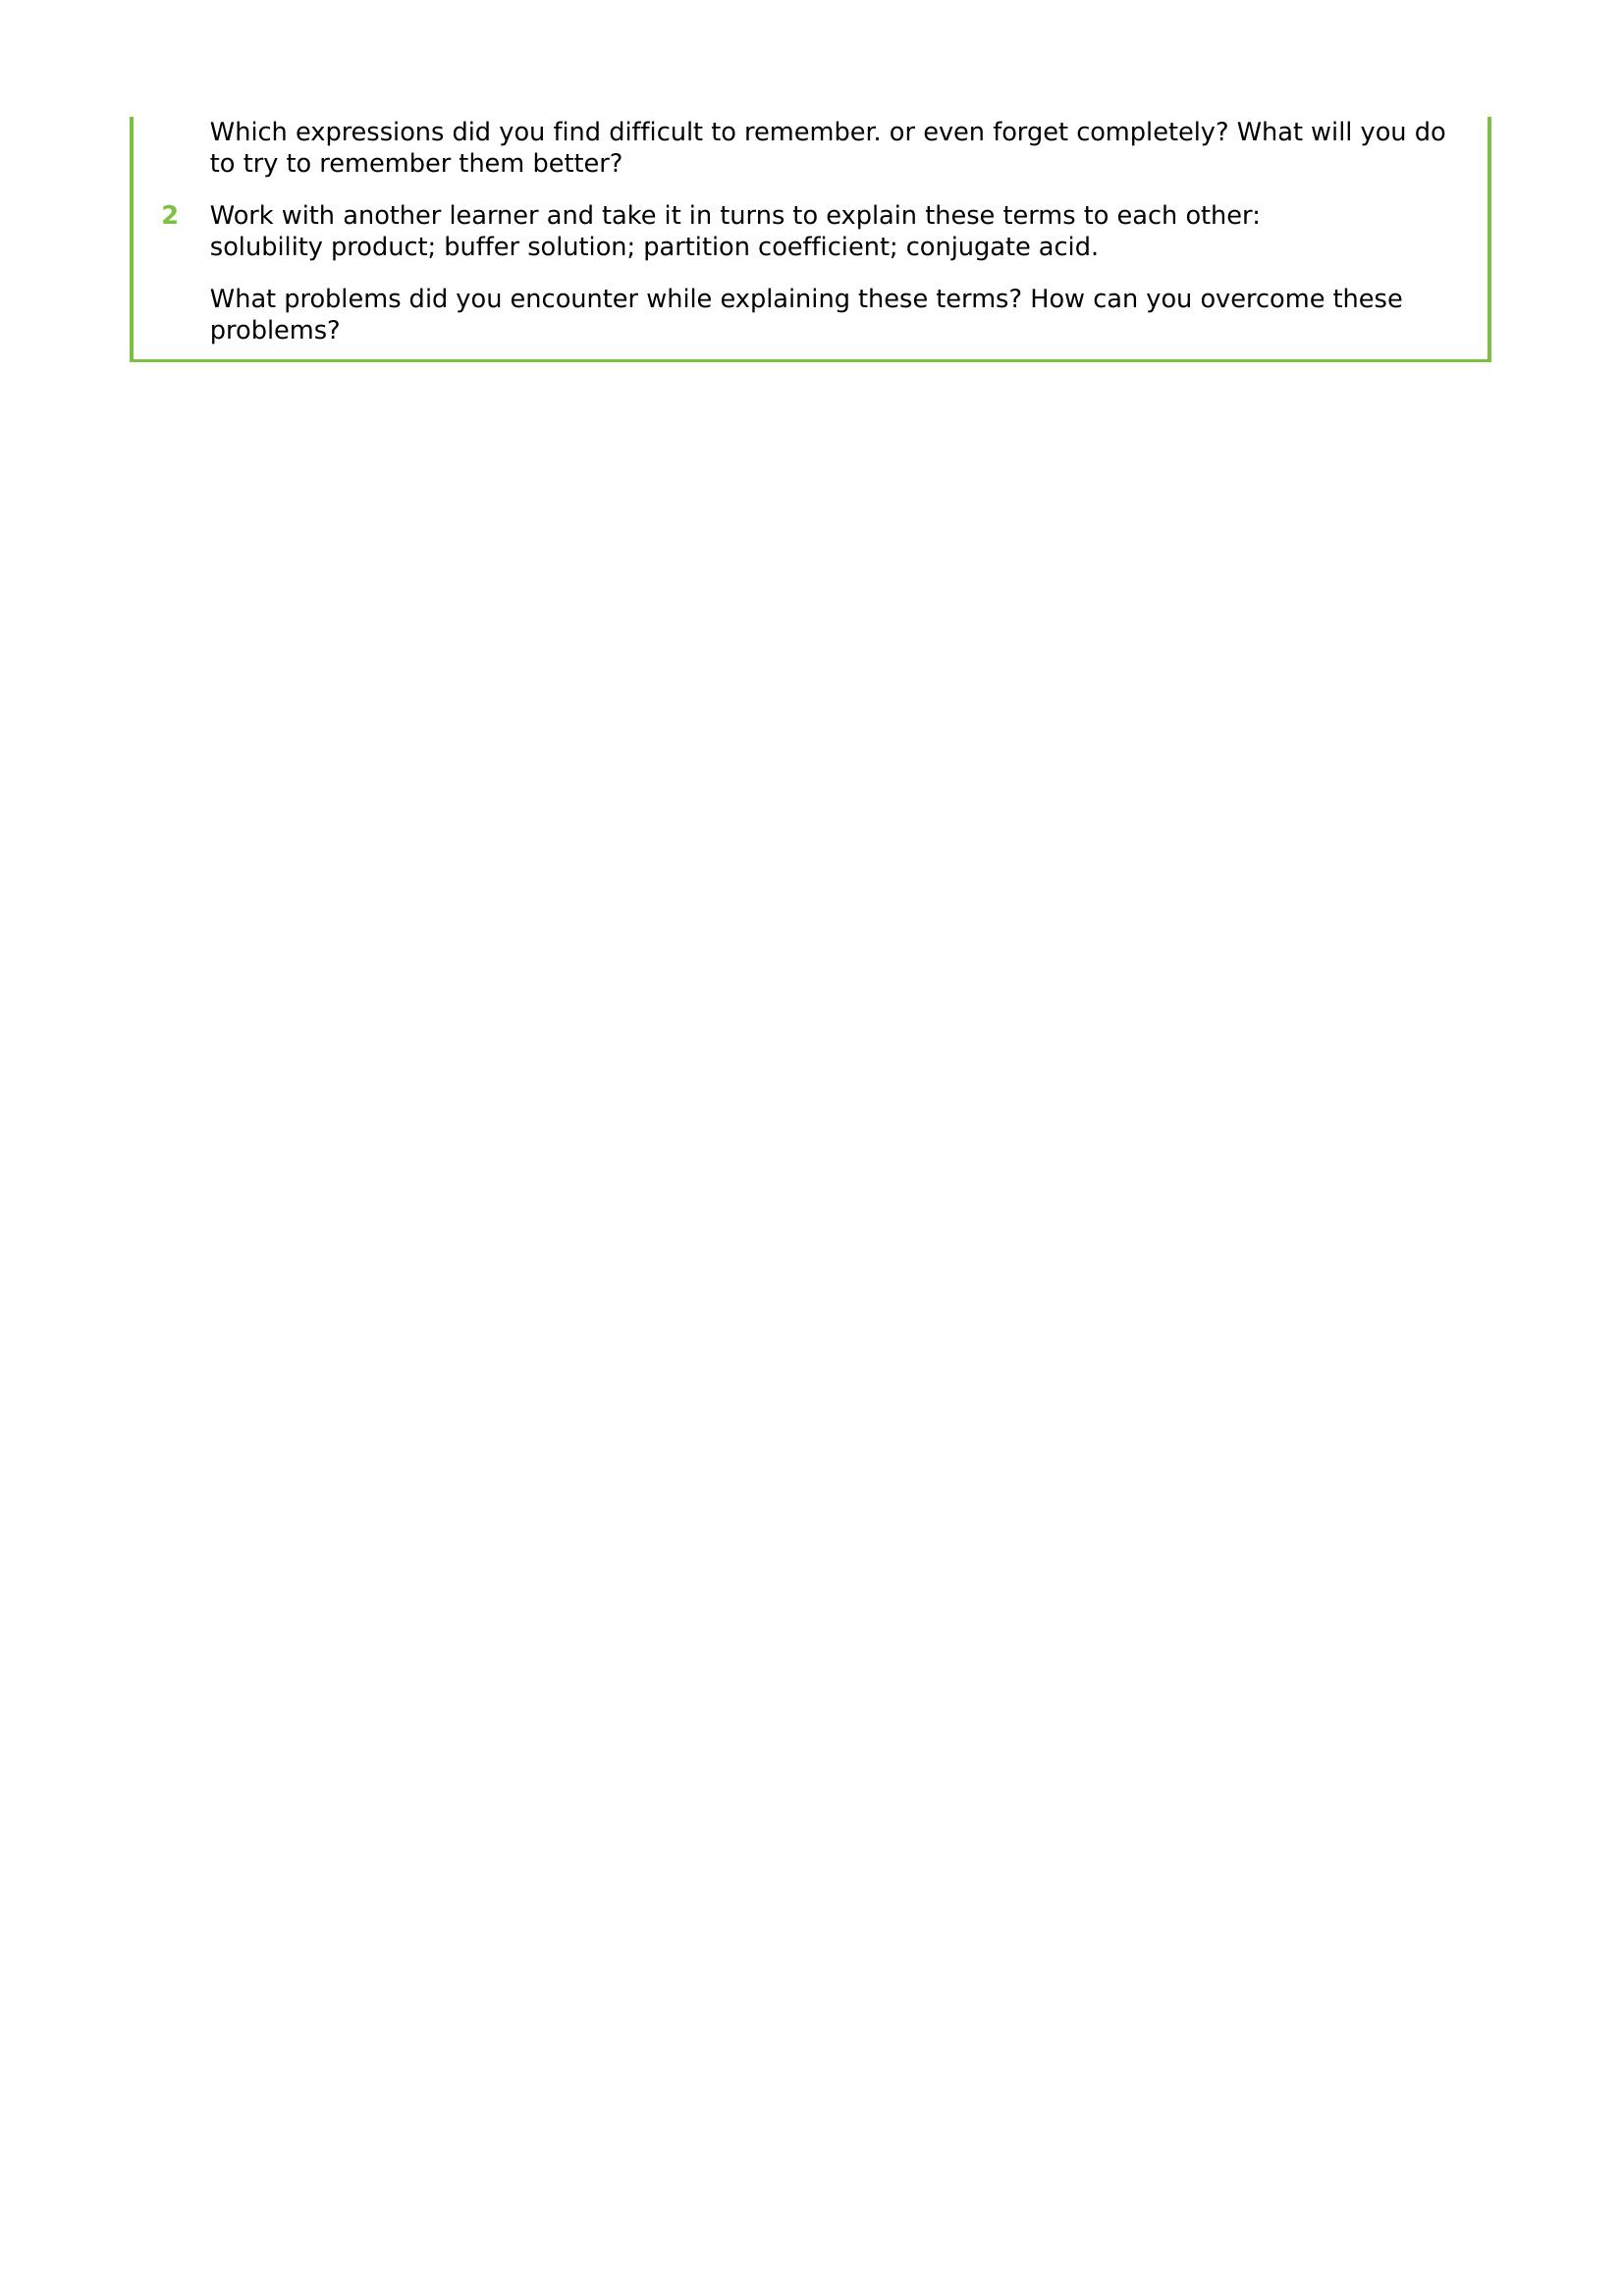 Which expressions did you find difficult to remember. or even forget completely? What will you do
to try to remember them better?
2 Work with another learner and take it in turns to explain these terms to each other:
solubility product; buffer solution; partition coefficient; conjugate acid.
What problems did you encounter while explaining these terms? How can you overcome these
problems?